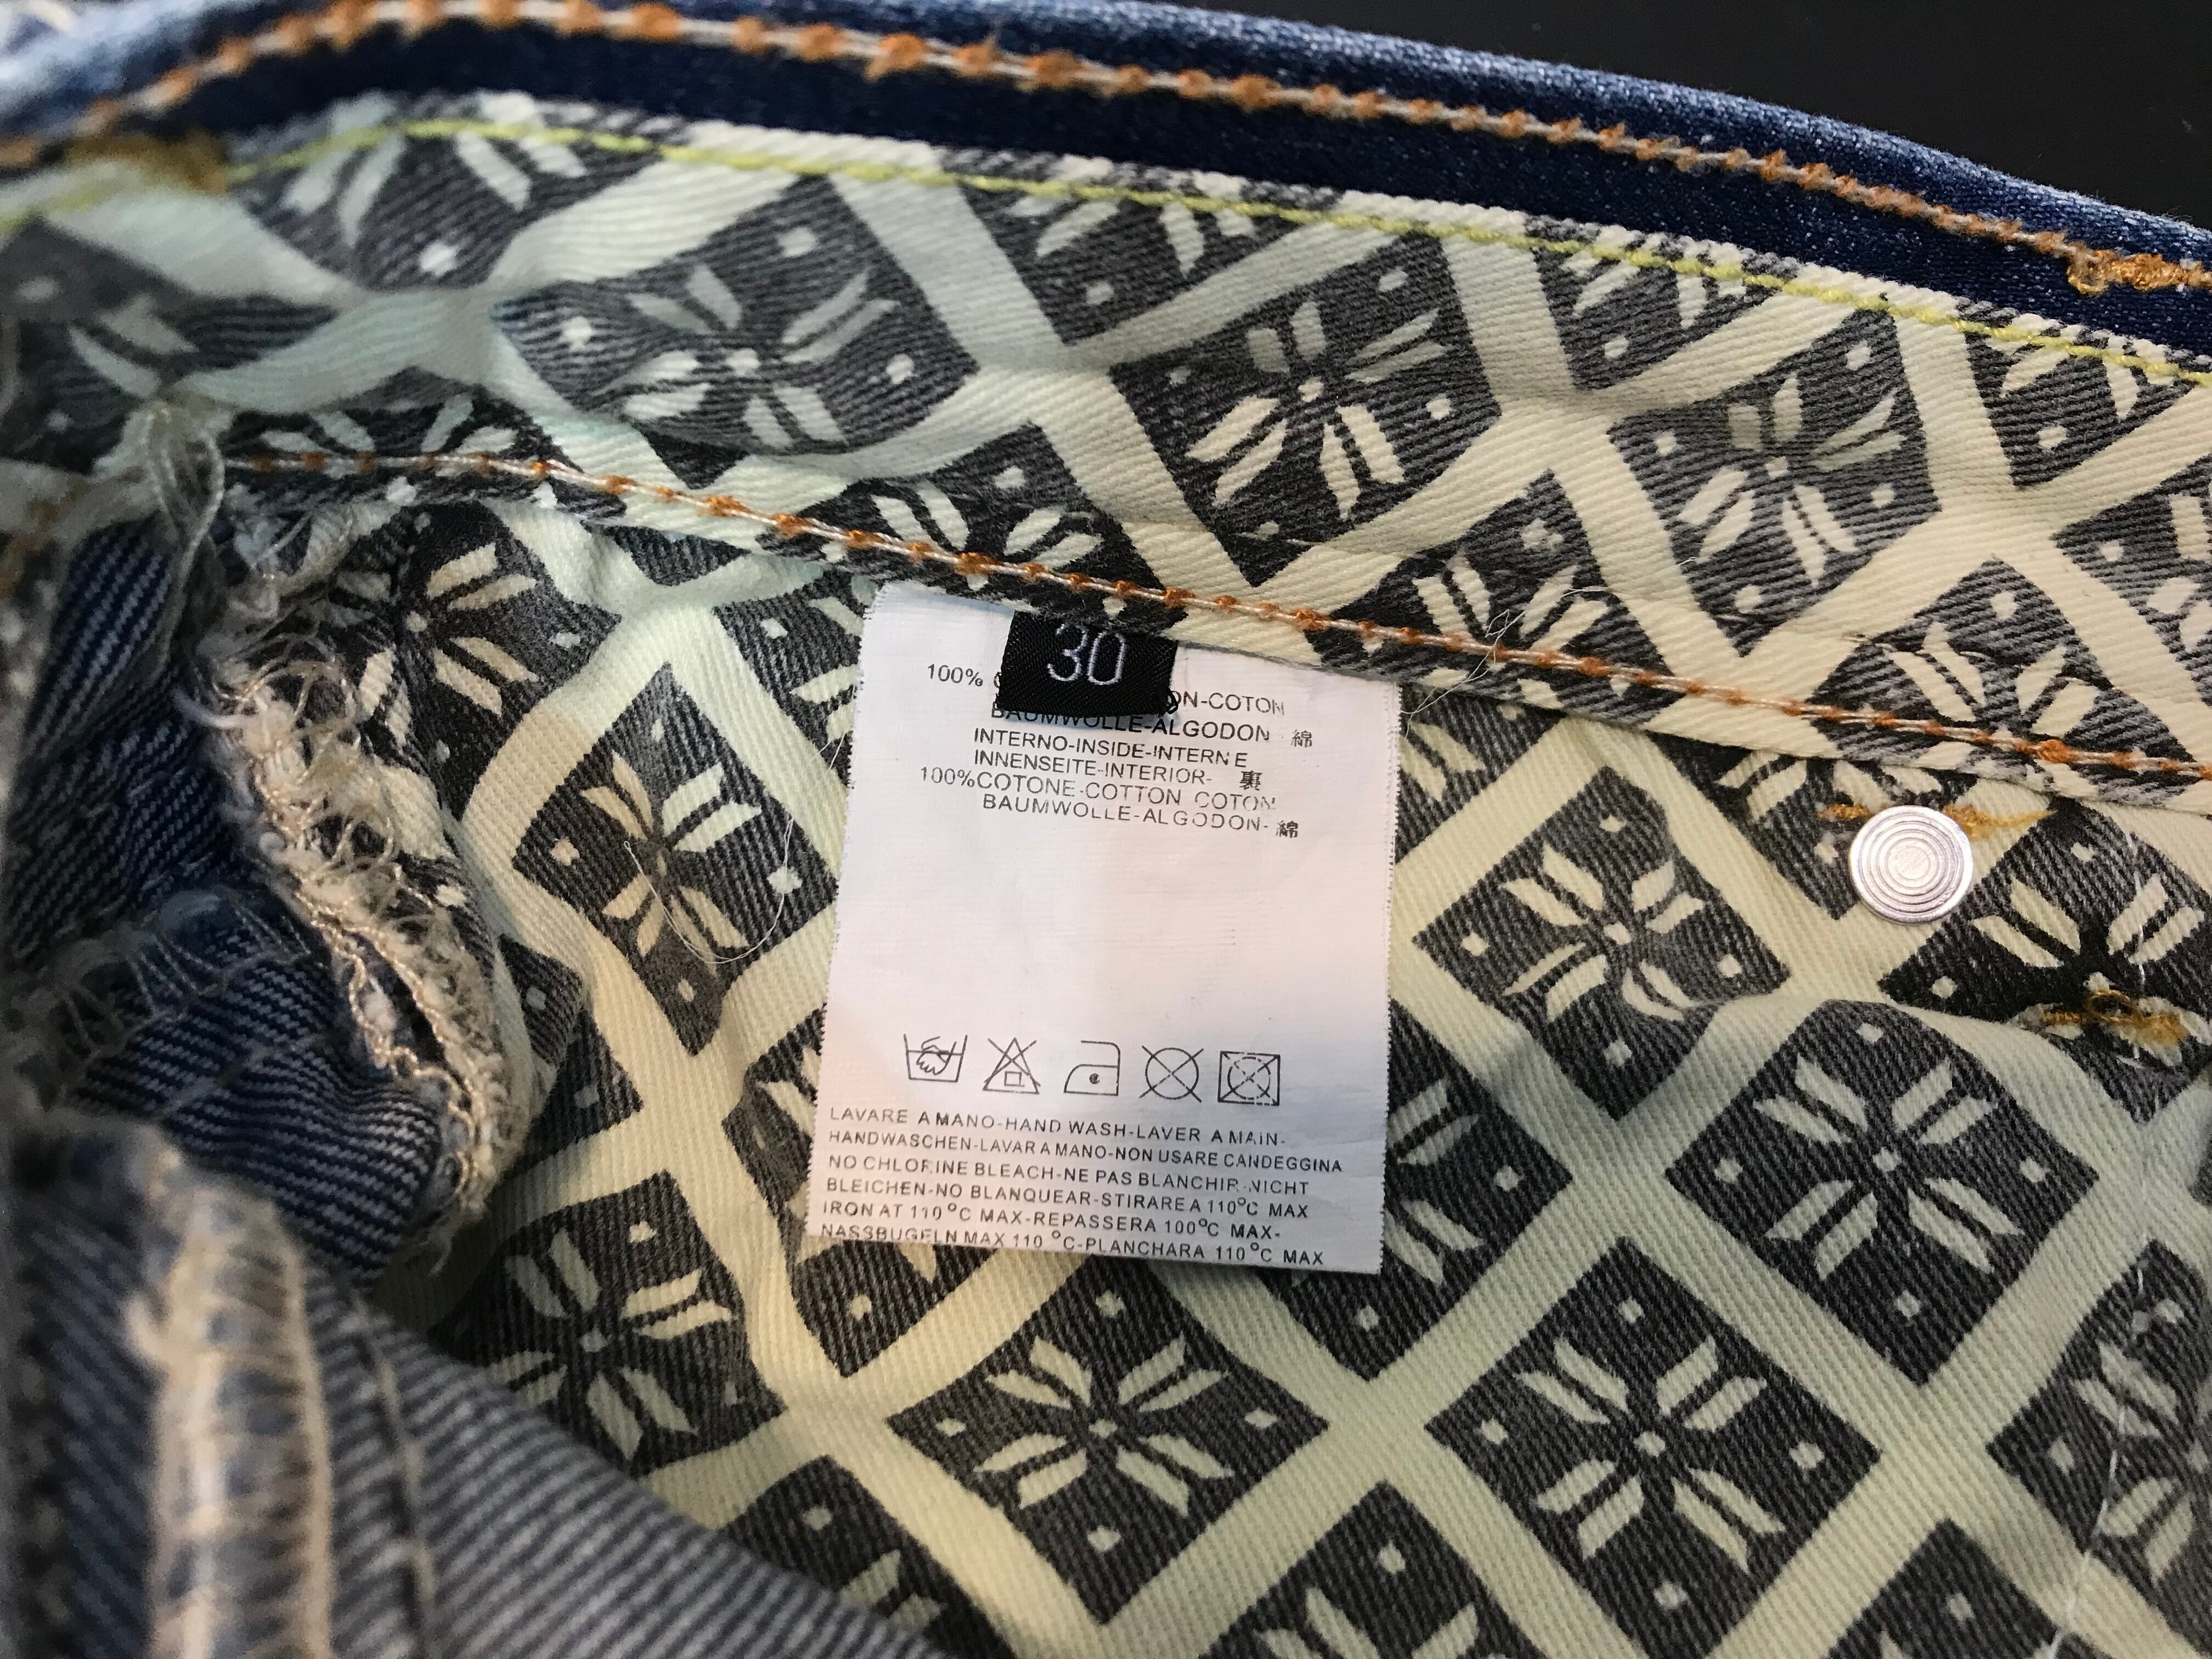 30
100% ON-COTON
BAUMWOLLE-ALGODON 綿
INTERNO-INSIDE-INTERNE
INNENSEITE-INTERIOR- 裏
100%COTONE-COTTON COTON
BAUMWOLLE-ALGODON- 綿
LAVARE A MANO-HAND WASH-LAVER A MAIN-
HANDWASCHEN-LAVAR A MANO-NON USARE CANDEGGINA
NO CHLORINE BLEACH-NE PAS BLANCHIR-NICHT
BLEICHEN-NO BLANQUEAR-STIRARE A 110°C MAX
IRON AT 110°C MAX-REPASSERA 100°C MAX-
NASSBUGELN MAX 110 °C-PLANCHARA 110°C MAX